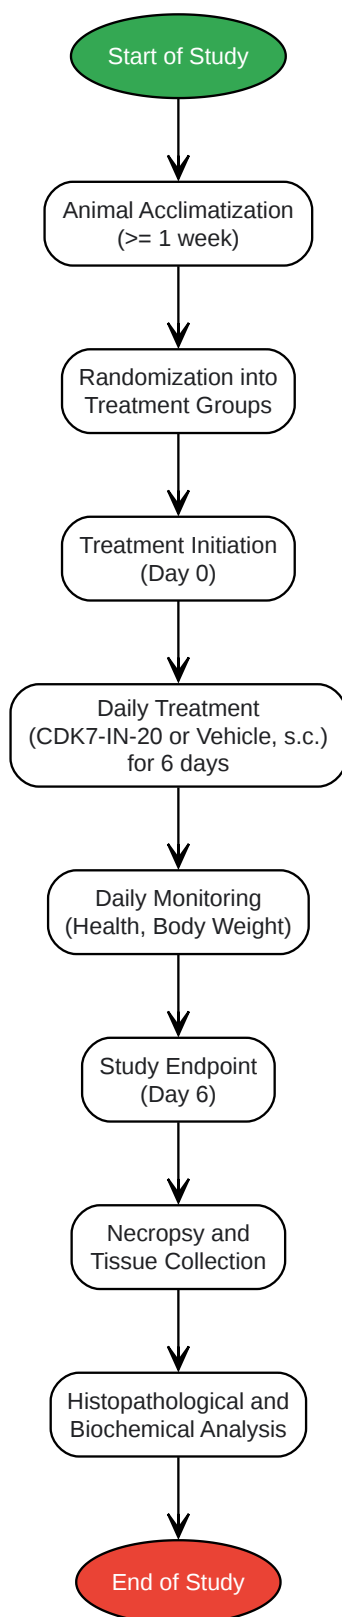 Start of Study
Animal Acclimatization
(>= 1 week)
Randomization into
Treatment Groups
Treatment Initiation
(Day 0)
Daily Treatment
(CDK7-IN-20 or Vehicle, s.c.)
for 6 days
Daily Monitoring
(Health, Body Weight)
Study Endpoint
(Day 6)
Necropsy and
Tissue Collection
Histopathological and
Biochemical Analysis
End of Study